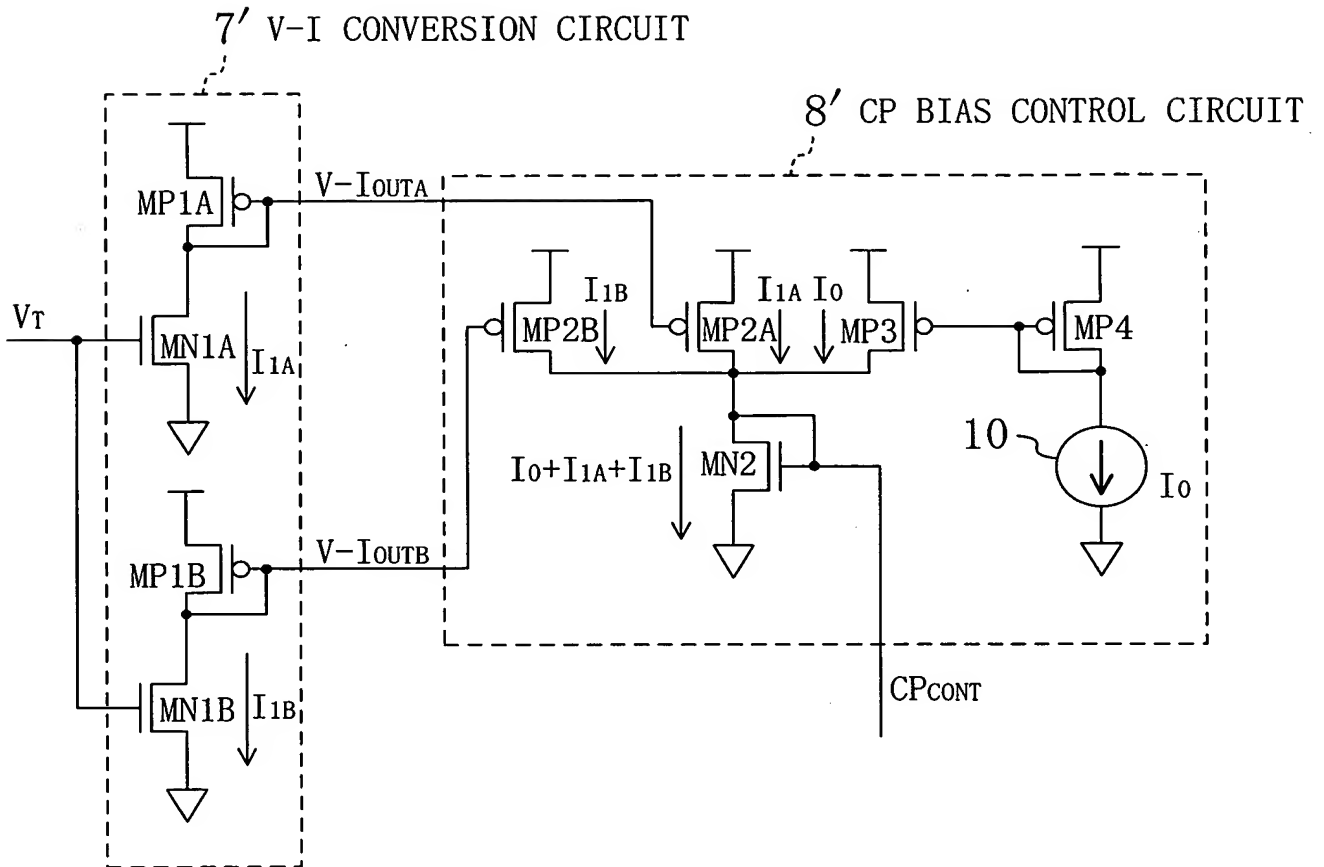 7′ V-I CONVERSION CIRCUIT
8′ CP BIAS CONTROL CIRCUIT
MP1A
V-IOUTA
VT
MN1A
I1A
I1B
MP2B
I1A
I0
MP2A
MP3
MP4
10
I0
I0+I1A+I1B
MN2
MP1B
V-IOUTB
MN1B
I1B
CPCONT